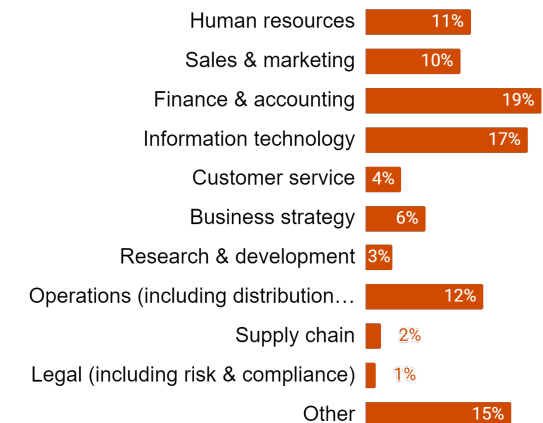 Human resources 11%
Sales & marketing 10%
Finance & accounting 19%
Information technology 17%
Customer service 4%
Business strategy 6%
Research & development 3%
Operations (including distribution… 12%
Supply chain 2%
Legal (including risk & compliance) 1%
Other 15%